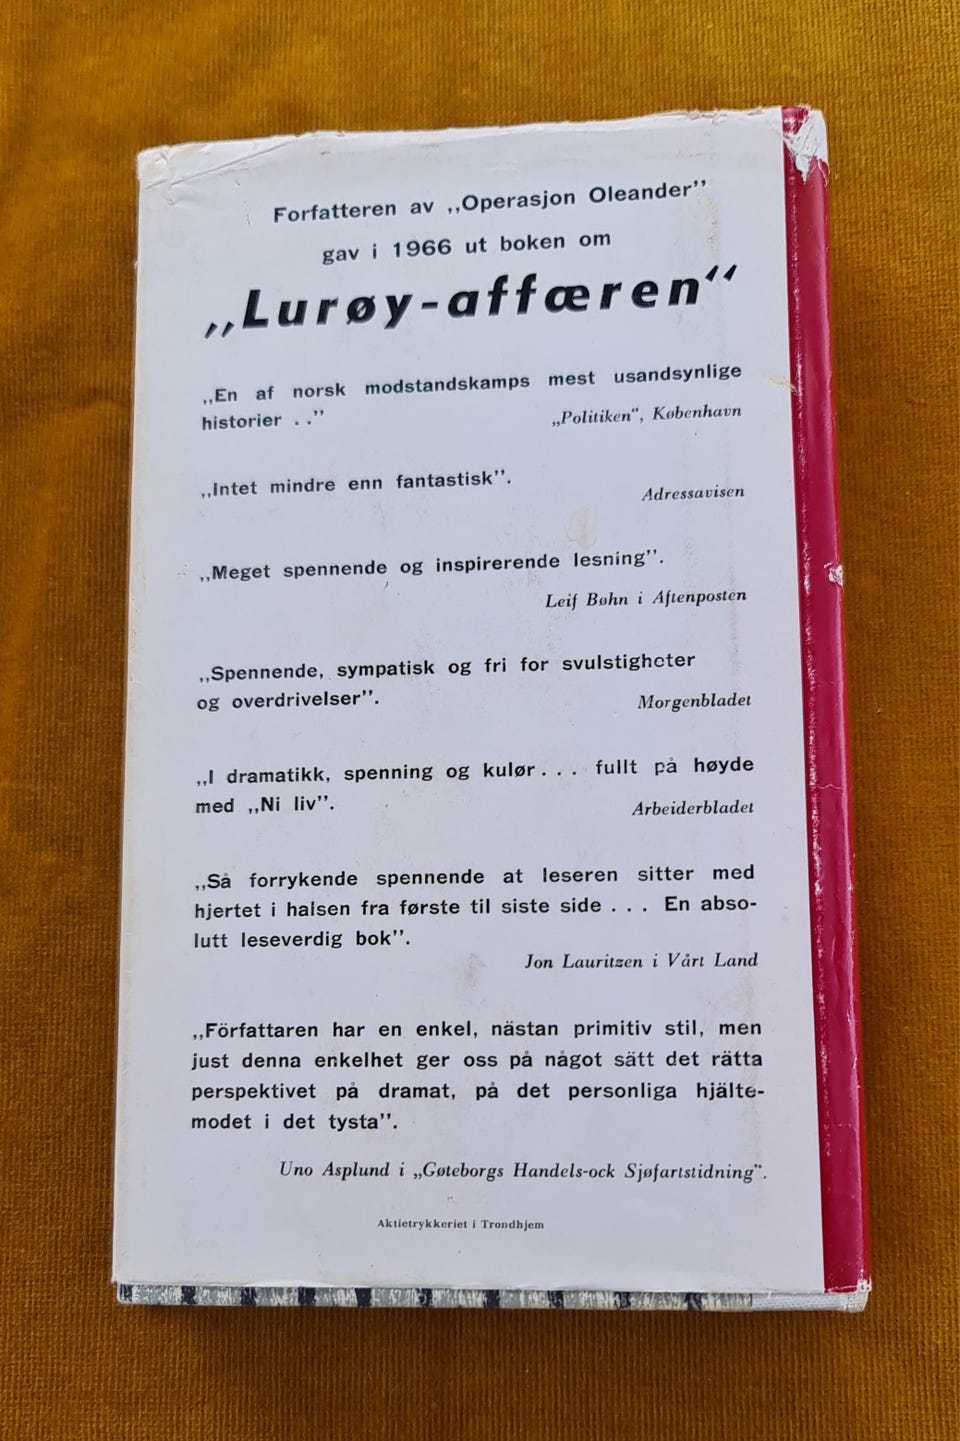 Forfatteren av ,,Operasjon Oleander”
gav i 1966 ut boken om
„Lurøy-affæren“
,,En af norsk modstandskamps mest usandsynlige
historier . .”
„Politiken“, København
,,Intet mindre enn fantastisk”.
Adressavisen
,,Meget spennende og inspirerende lesning”.
Leif Bøhn i Aftenposten
,,Spennende, sympatisk og fri for svulstigheter
og overdrivelser”.
Morgenbladet
,,I dramatikk, spenning og kulør . . . fullt på høyde
med ,,Ni liv”.
Arbeiderbladet
,,Så forrykende spennende at leseren sitter med
hjertet i halsen fra første til siste side . . . En abso-
lutt leseverdig bok”.
Jon Lauritzen i Vårt Land
,,Författaren har en enkel, nästan primitiv stil, men
just denna enkelhet ger oss på något sätt det rätta
perspektivet på dramat, på det personliga hjälte-
modet i det tysta”.
Uno Asplund i „Gøteborgs Handels-ock Sjøfartstidning“.
Aktietrykkeriet i Trondhjem